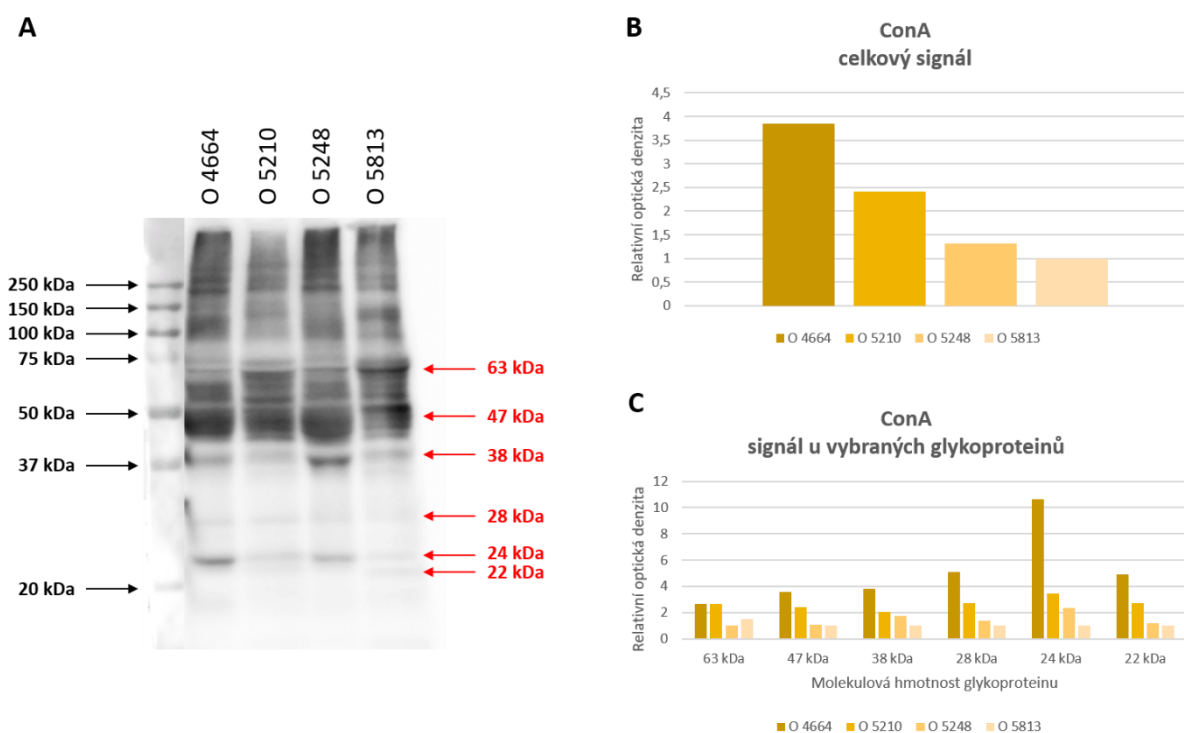 A
O 4664
O 5210
O 5248
O 5813
250 kDa
150 kDa
100 kDa
75 kDa
50 kDa
37 kDa
20 kDa
63 kDa
47 kDa
38 kDa
28 kDa
24 kDa
22 kDa
B
ConA
celkový signál
Relativní optická denzita
4,5
4
3,5
3
2,5
2
1,5
1
0,5
0
O 4664 O 5210 O 5248 O 5813
C
ConA
signál u vybraných glykoproteinů
Relativní optická denzita
12
10
8
6
4
2
0
63 kDa 47 kDa 38 kDa 28 kDa 24 kDa 22 kDa
Molekulová hmotnost glykoproteinu
O 4664 O 5210 O 5248 O 5813